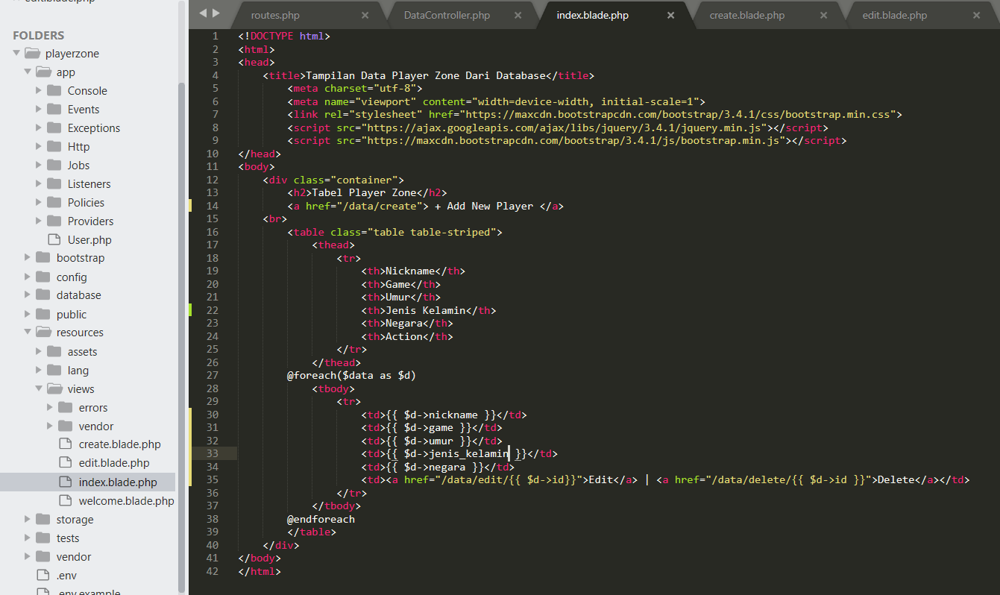 edit.blade.php
FOLDERS
playerzone
app
Console
Events
Exceptions
Http
Jobs
Listeners
Policies
Providers
User.php
bootstrap
config
database
public
resources
assets
lang
views
errors
vendor
create.blade.php
edit.blade.php
index.blade.php
welcome.blade.php
storage
tests
vendor
.env
.env.example
routes.php × DataController.php × index.blade.php × create.blade.php × edit.blade.php ×
1 <!DOCTYPE html>
2 <html>
3 <head>
4 <title>Tampilan Data Player Zone Dari Database</title>
5 <meta charset="utf-8">
6 <meta name="viewport" content="width=device-width, initial-scale=1">
7 <link rel="stylesheet" href="https://maxcdn.bootstrapcdn.com/bootstrap/3.4.1/css/bootstrap.min.css">
8 <script src="https://ajax.googleapis.com/ajax/libs/jquery/3.4.1/jquery.min.js"></script>
9 <script src="https://maxcdn.bootstrapcdn.com/bootstrap/3.4.1/js/bootstrap.min.js"></script>
10 </head>
11 <body>
12 <div class="container">
13 <h2>Tabel Player Zone</h2>
14 <a href="/data/create"> + Add New Player </a>
15 <br>
16 <table class="table table-striped">
17 <thead>
18 <tr>
19 <th>Nickname</th>
20 <th>Game</th>
21 <th>Umur</th>
22 <th>Jenis Kelamin</th>
23 <th>Negara</th>
24 <th>Action</th>
25 </tr>
26 </thead>
27 @foreach($data as $d)
28 <tbody>
29 <tr>
30 <td>{{ $d->nickname }}</td>
31 <td>{{ $d->game }}</td>
32 <td>{{ $d->umur }}</td>
33 <td>{{ $d->jenis_kelamin }}</td>
34 <td>{{ $d->negara }}</td>
35 <td><a href="/data/edit/{{ $d->id}}">Edit</a> | <a href="/data/delete/{{ $d->id }}">Delete</a></td>
36 </tr>
37 </tbody>
38 @endforeach
39 </table>
40 </div>
41 </body>
42 </html>